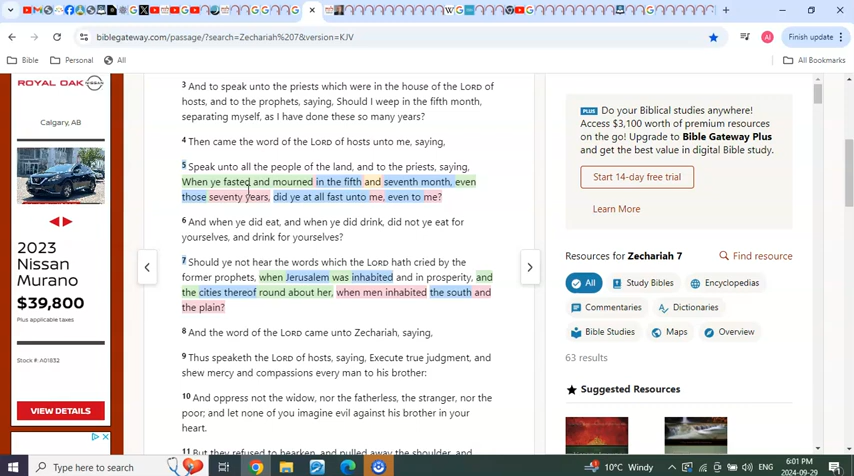 biblegateway.com/passage/?search=Zechariah%207&version=KJV
Finish update
Bible
Personal
All
All Bookmarks
ROYAL OAK
NISSAN
Calgary, AB
2023
Nissan
Murano
$39,800
Plus applicable taxes
Stock #: A01832
VIEW DETAILS
3 And to speak unto the priests which were in the house of the LORD of
hosts, and to the prophets, saying, Should I weep in the fifth month,
separating myself, as I have done these so many years?
4 Then came the word of the LORD of hosts unto me, saying,
5 Speak unto all the people of the land, and to the priests, saying,
When ye fasted and mourned in the fifth and seventh month, even
those seventy years, did ye at all fast unto me, even to me?
6 And when ye did eat, and when ye did drink, did not ye eat for
yourselves, and drink for yourselves?
7 Should ye not hear the words which the LORD hath cried by the
former prophets, when Jerusalem was inhabited and in prosperity, and
the cities thereof round about her, when men inhabited the south and
the plain?
8 And the word of the LORD came unto Zechariah, saying,
9 Thus speaketh the LORD of hosts, saying, Execute true judgment, and
shew mercy and compassions every man to his brother:
10 And oppress not the widow, nor the fatherless, the stranger, nor the
poor; and let none of you imagine evil against his brother in your
heart.
11 But they refused to hearken, and pulled away the shoulder, and
PLUS Do your Biblical studies anywhere!
Access $3,100 worth of premium resources
on the go! Upgrade to Bible Gateway Plus
and get the best value in digital Bible study.
Start 14-day free trial
Learn More
Resources for Zechariah 7
Find resource
All
Study Bibles
Encyclopedias
Commentaries
Dictionaries
Bible Studies
Maps
Overview
63 results
Suggested Resources
Type here to search
10°C Windy
ENG
6:01 PM
2024-09-29